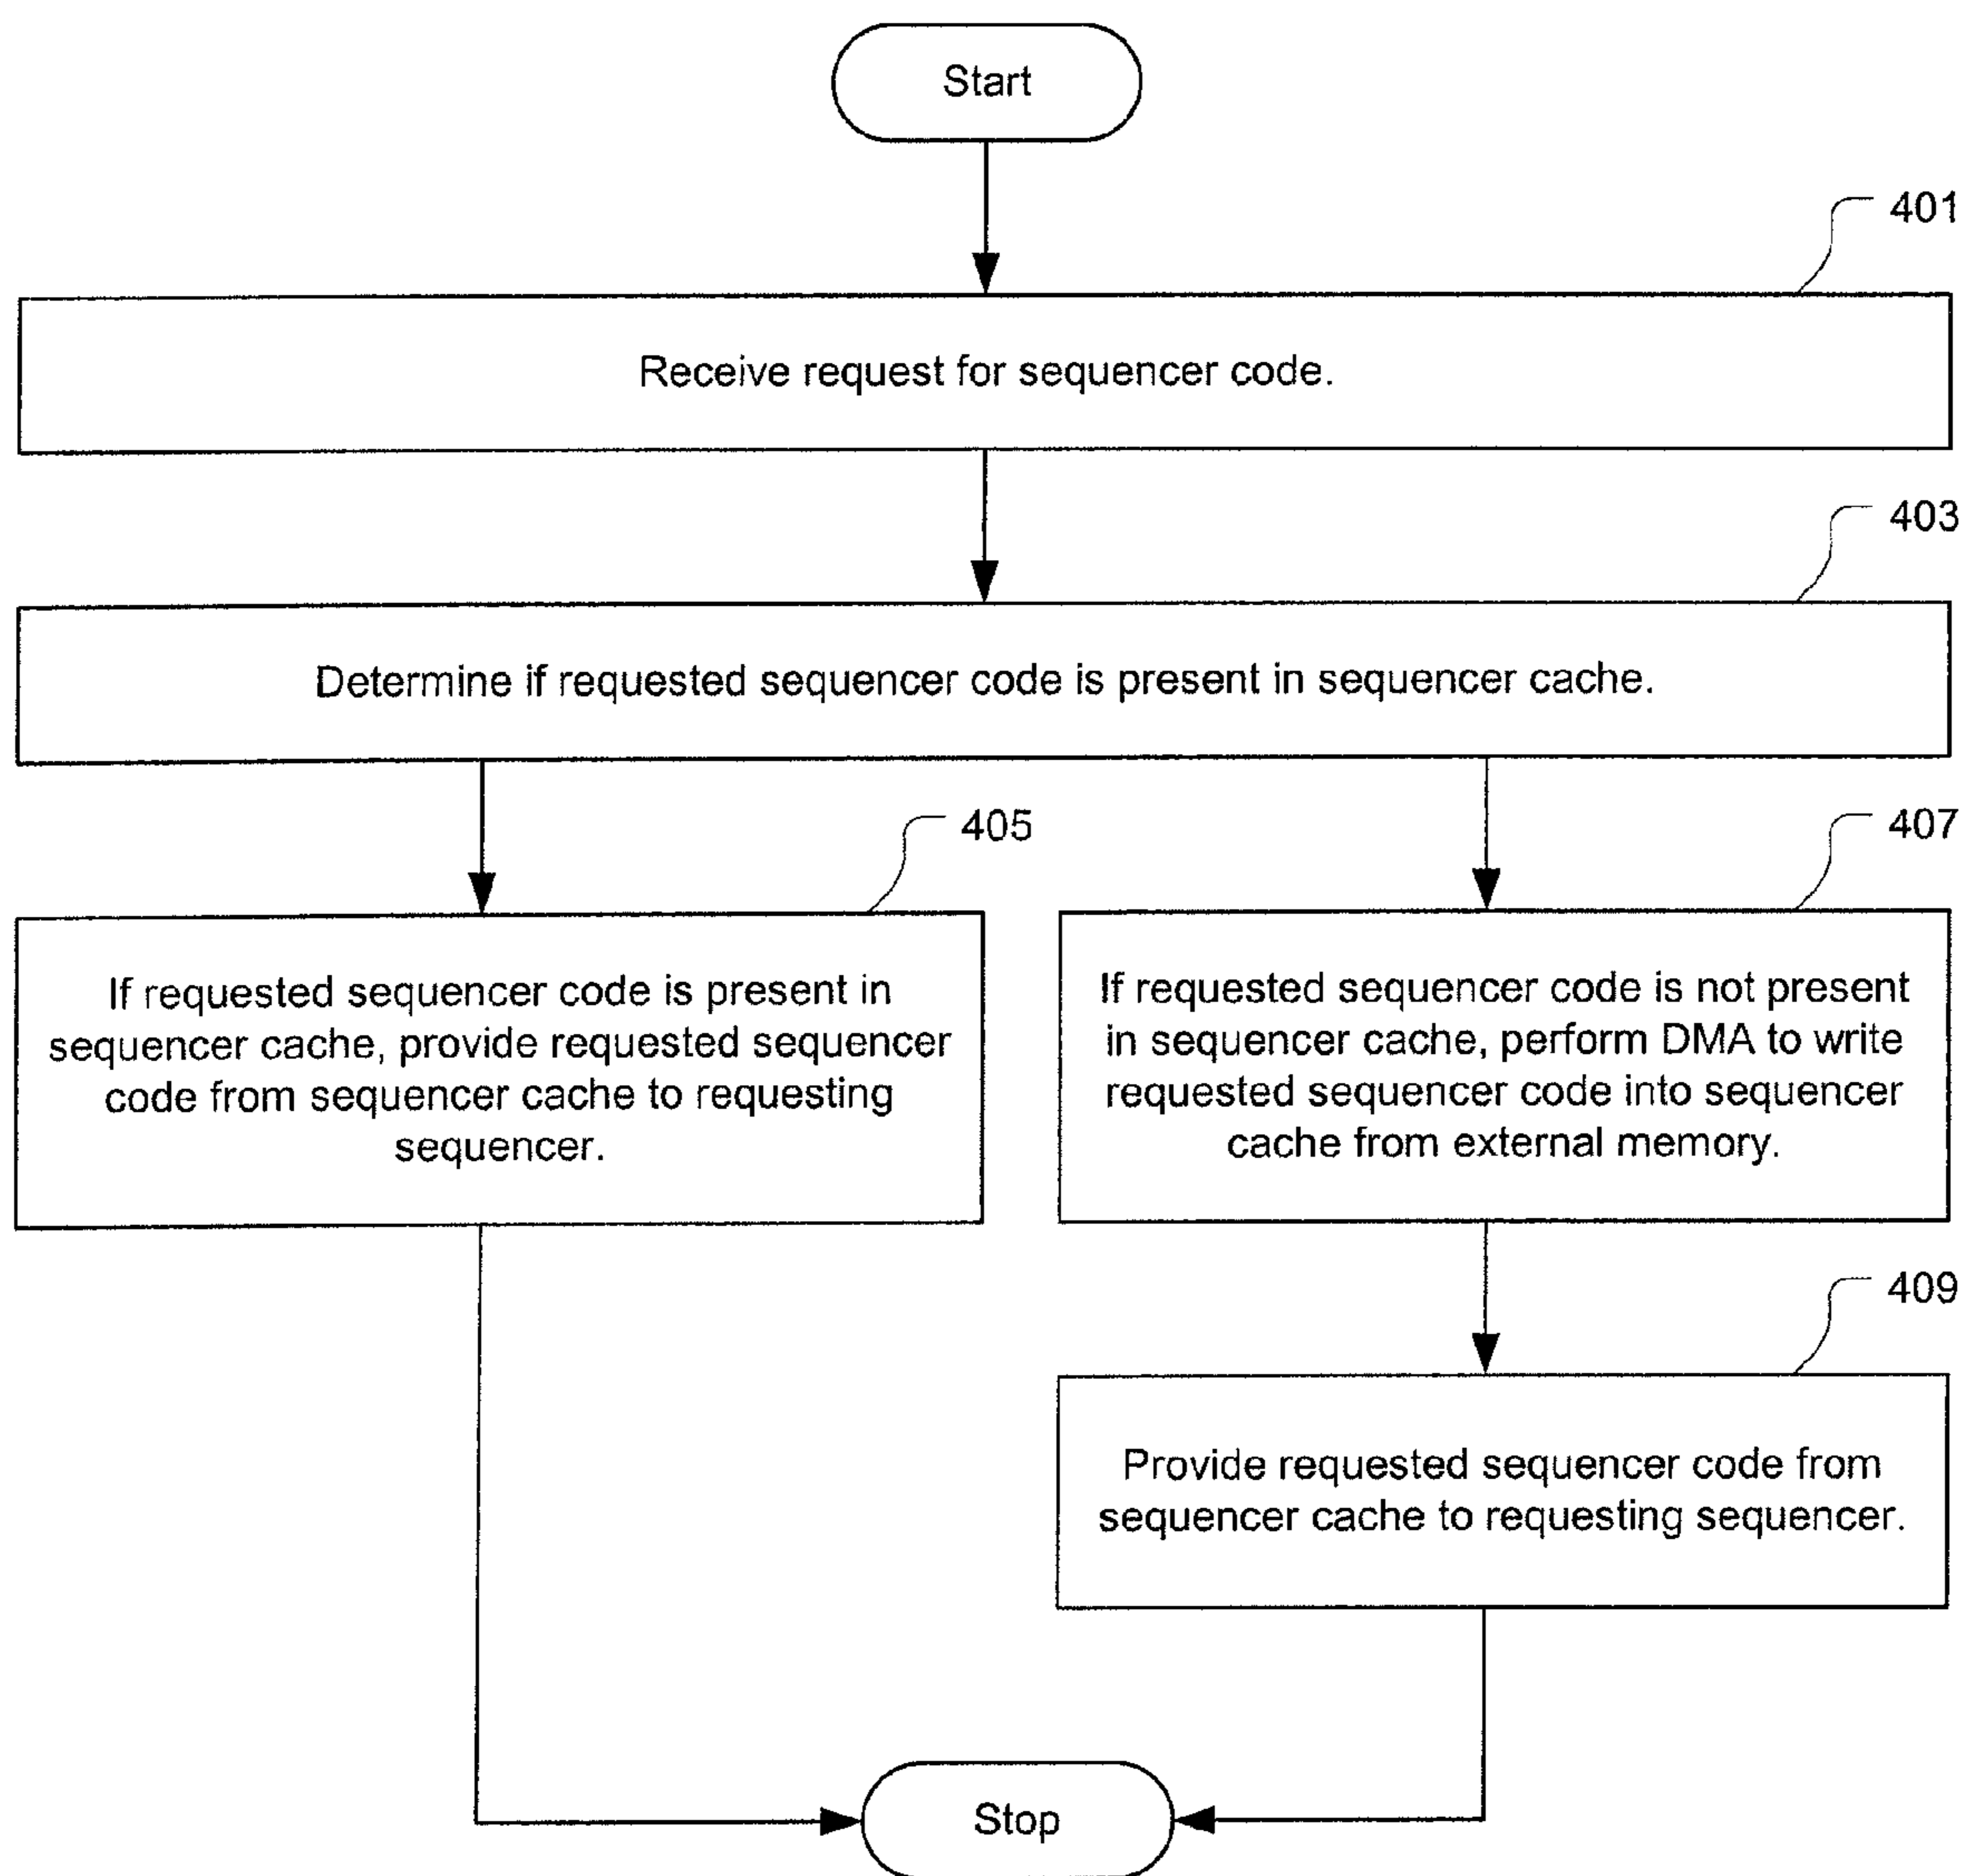 Start
401
Receive request for sequencer code.
403
Determine if requested sequencer code is present in sequencer cache.
405
If requested sequencer code is present in
sequencer cache, provide requested sequencer
code from sequencer cache to requesting
sequencer.
407
If requested sequencer code is not present
in sequencer cache, perform DMA to write
requested sequencer code into sequencer
cache from external memory.
409
Provide requested sequencer code from
sequencer cache to requesting sequencer.
Stop